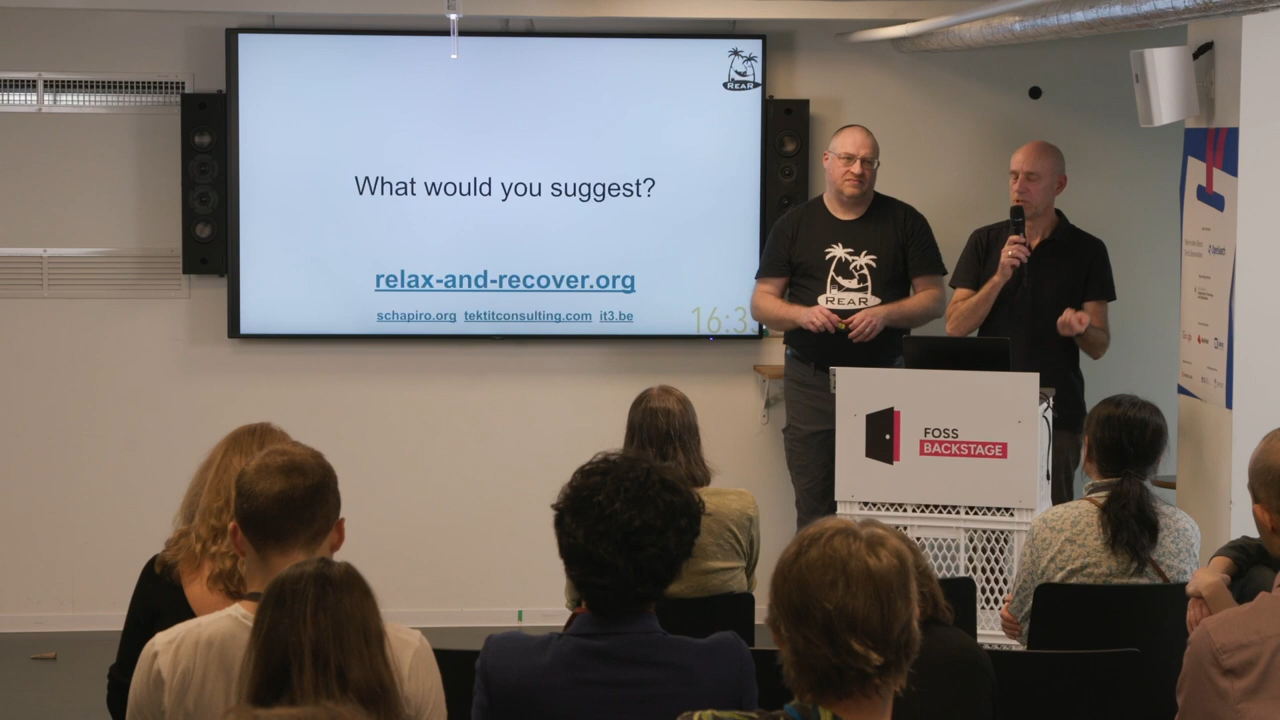 ReaR
What would you suggest?
relax-and-recover.org
schapiro.org tektitconsulting.com it3.be
16:33
ReaR
FOSS
BACKSTAGE